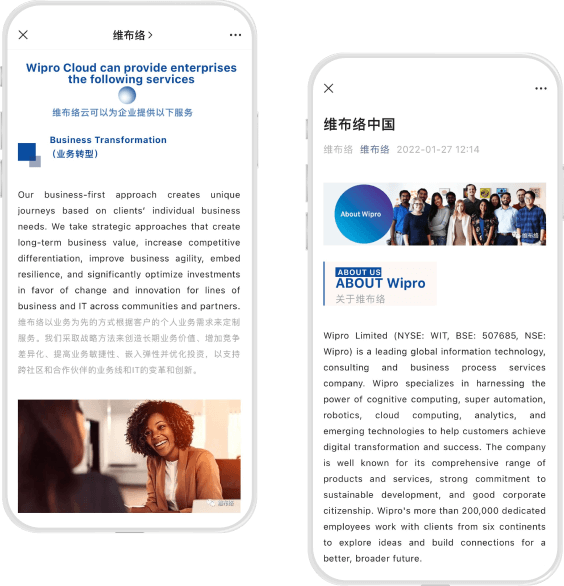 维布络 >
Wipro Cloud can provide enterprises
the following services
维布络云可以为企业提供以下服务
Business Transformation
（业务转型）
Our business-first approach creates unique
journeys based on clients' individual business
needs. We take strategic approaches that create
long-term business value, increase competitive
differentiation, improve business agility, embed
resilience, and significantly optimize investments
in favor of change and innovation for lines of
business and IT across communities and partners.
维布络以业务为先的方式根据客户的个人业务需求来定制
服务。我们采取战略方法来创造长期业务价值、增加竞争
差异化、提高业务敏捷性、嵌入弹性并优化投资，以支持
跨社区和合作伙伴的业务线和IT的变革和创新。
维布络
维布络中国
维布络 维布络 2022-01-27 12:14
About Wipro
维布络
ABOUT US
ABOUT Wipro
关于维布络
Wipro Limited (NYSE: WIT, BSE: 507685, NSE:
Wipro) is a leading global information technology,
consulting and business process services
company. Wipro specializes in harnessing the
power of cognitive computing, super automation,
robotics, cloud computing, analytics, and
emerging technologies to help customers achieve
digital transformation and success. The company
is well known for its comprehensive range of
products and services, strong commitment to
sustainable development, and good corporate
citizenship. Wipro's more than 200,000 dedicated
employees work with clients from six continents
to explore ideas and build connections for a
better, broader future.